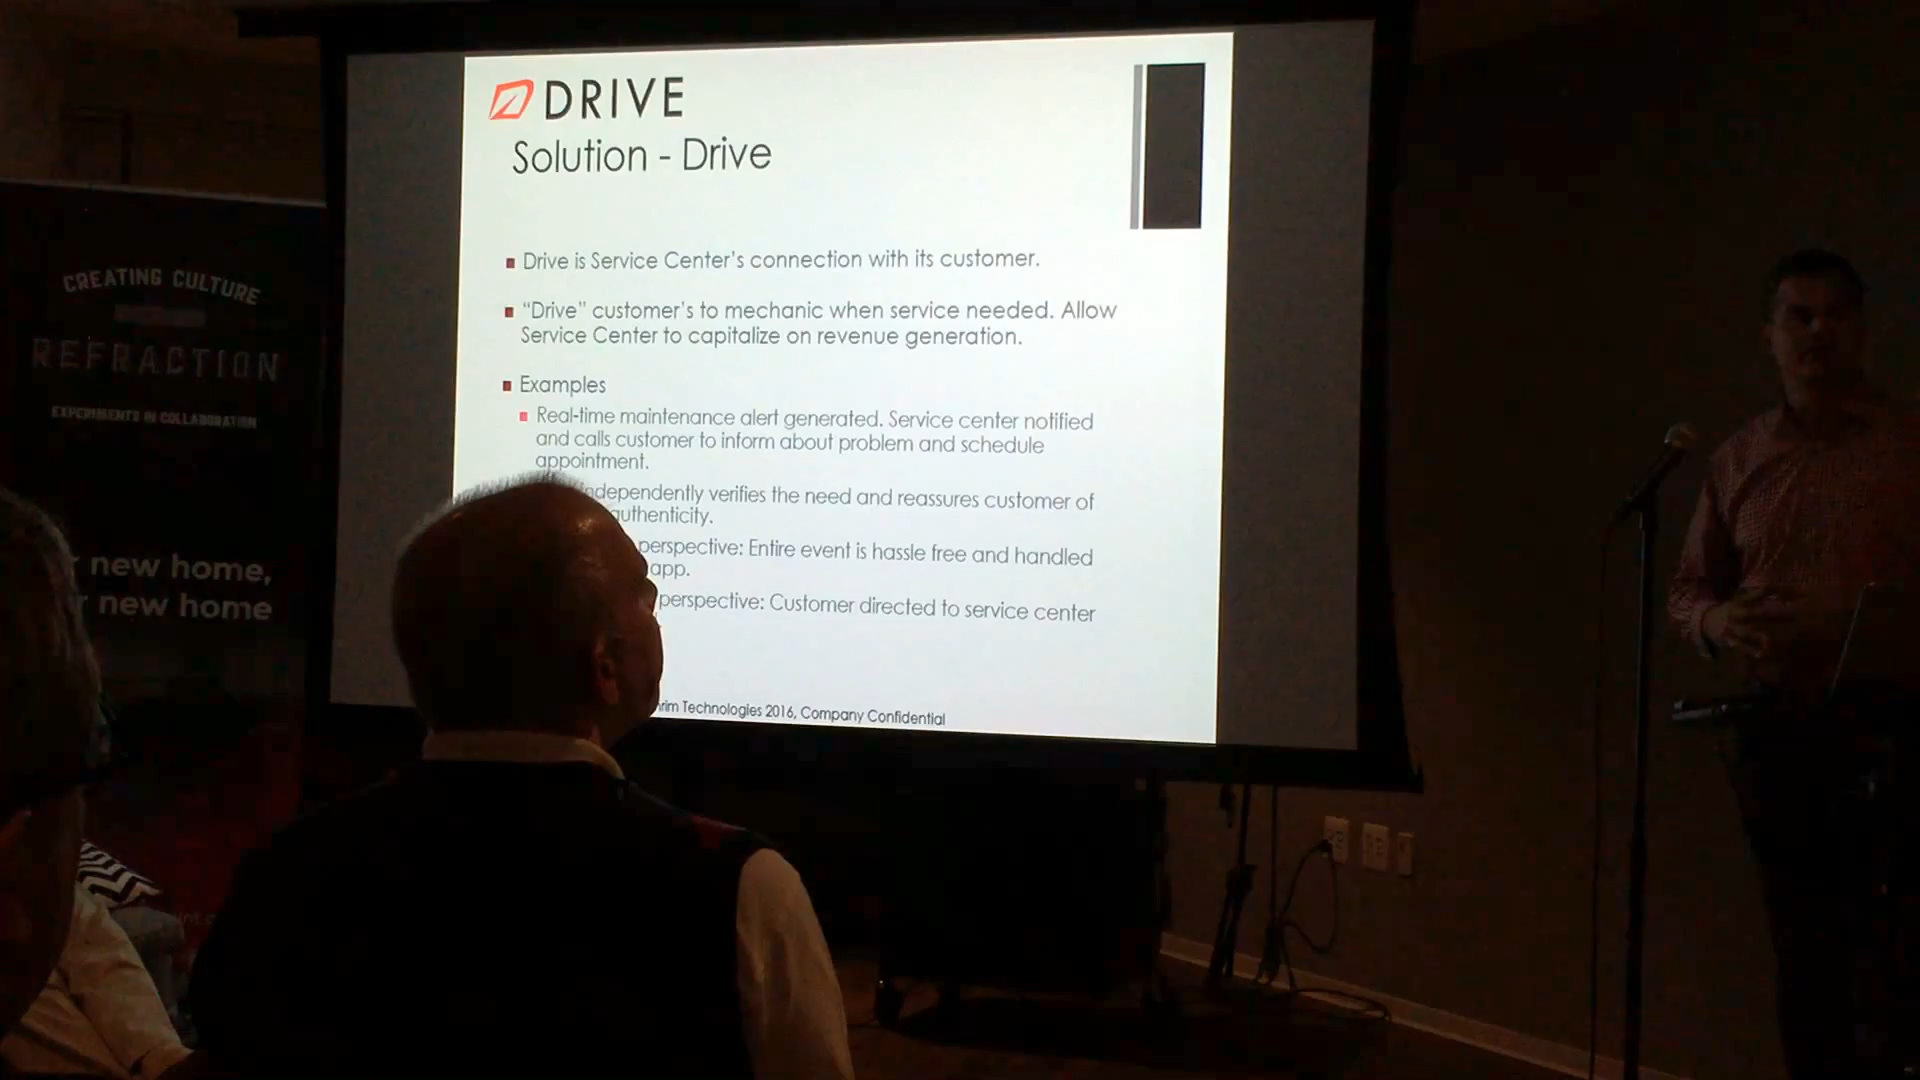 DRIVE
Solution - Drive
Drive is Service Center's connection with its customer.
"Drive" customer's to mechanic when service needed. Allow
Service Center to capitalize on revenue generation.
Examples
Real-time maintenance alert generated. Service center notified
and calls customer to inform about problem and schedule
appointment.
independently verifies the need and reassures customer of
authenticity.
perspective: Entire event is hassle free and handled
app.
perspective: Customer directed to service center
Technologies 2016, Company Confidential
CREATING CULTURE
REFRACTION
EXPERIMENTS IN COLLABORATION
new home,
new home